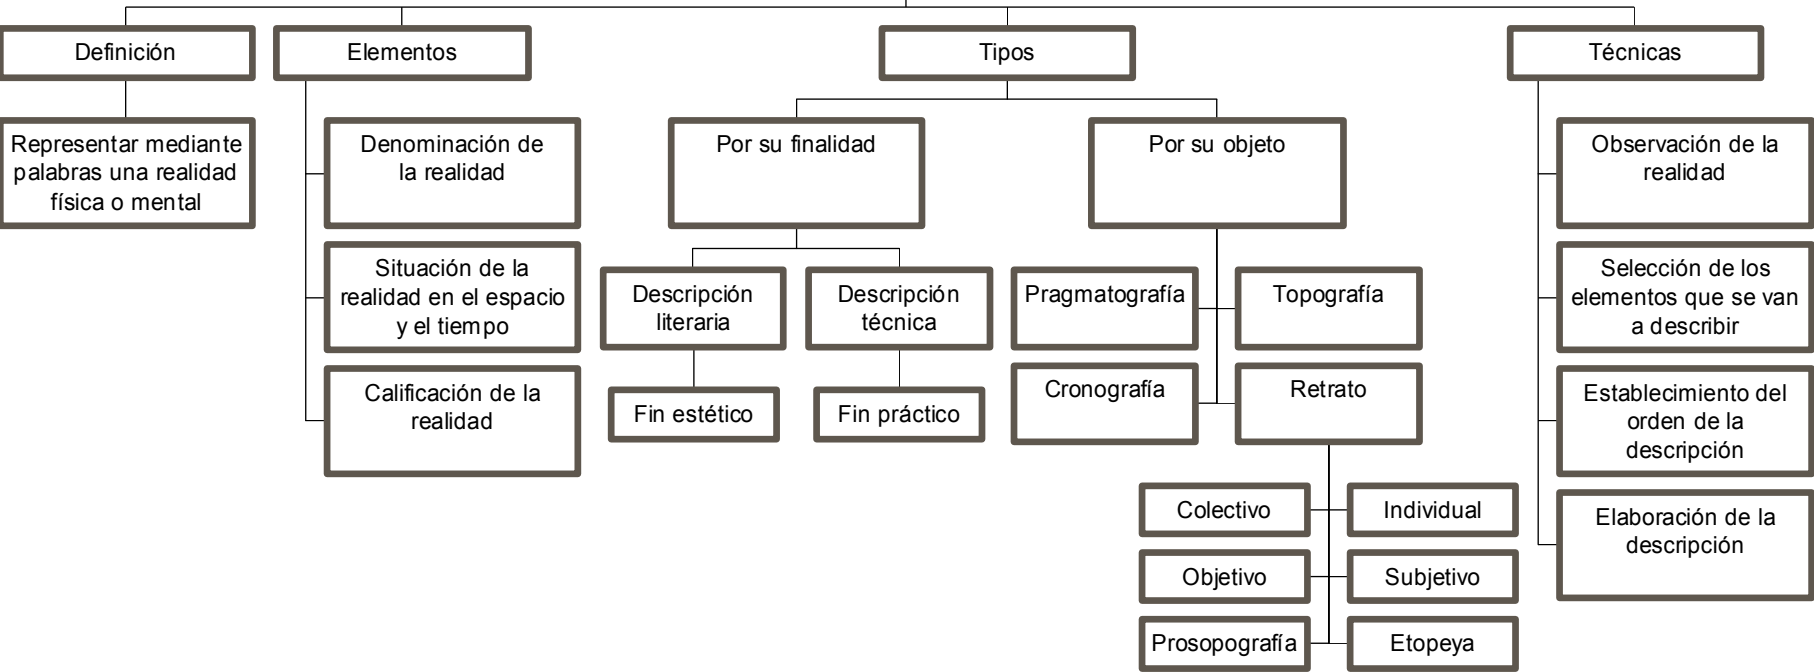 Definición
Elementos
Tipos
Técnicas
Representar mediante
palabras una realidad
física o mental
Denominación de
la realidad
Situación de la
realidad en el espacio
y el tiempo
Calificación de la
realidad
Por su finalidad
Por su objeto
Descripción
literaria
Descripción
técnica
Fin estético
Fin práctico
Pragmatografía
Topografía
Cronografía
Retrato
Colectivo
Individual
Objetivo
Subjetivo
Prosopografía
Etopeya
Observación de la
realidad
Selección de los
elementos que se van
a describir
Establecimiento del
orden de la
descripción
Elaboración de la
descripción